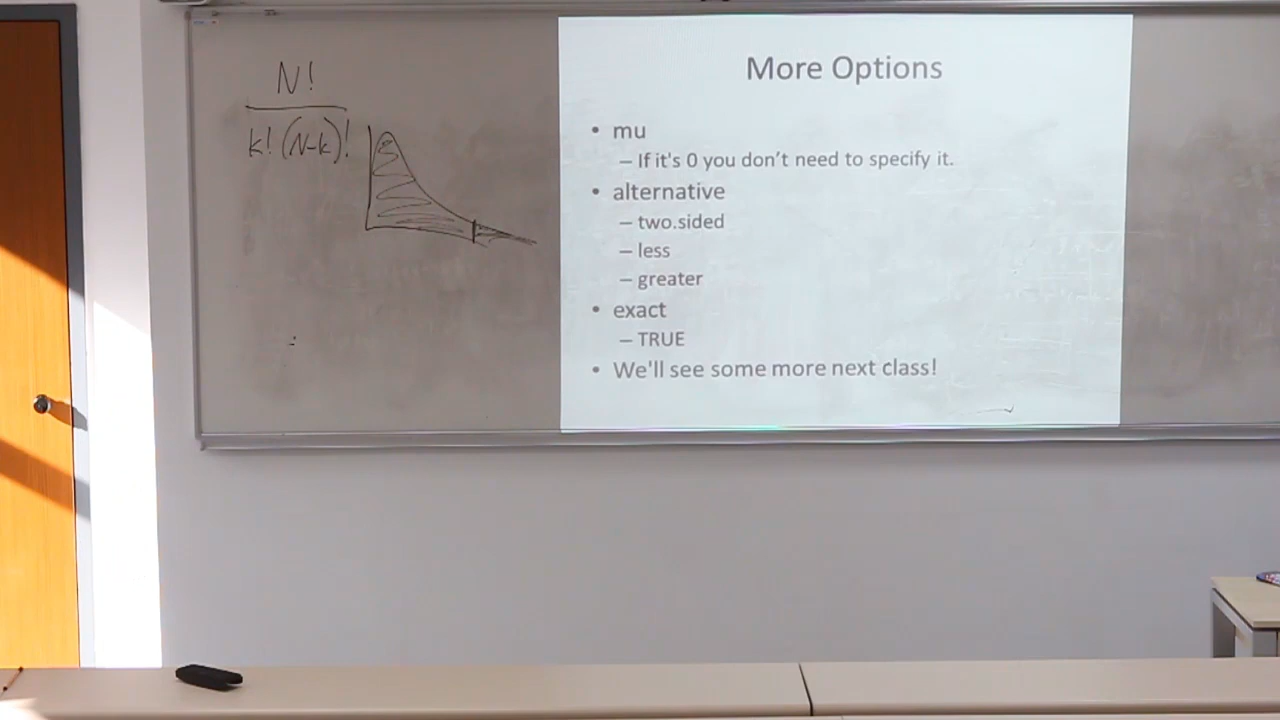 N!
k! (N-k)!
More Options
• mu
– If it's 0 you don’t need to specify it.
• alternative
– two.sided
– less
– greater
• exact
– TRUE
• We'll see some more next class!